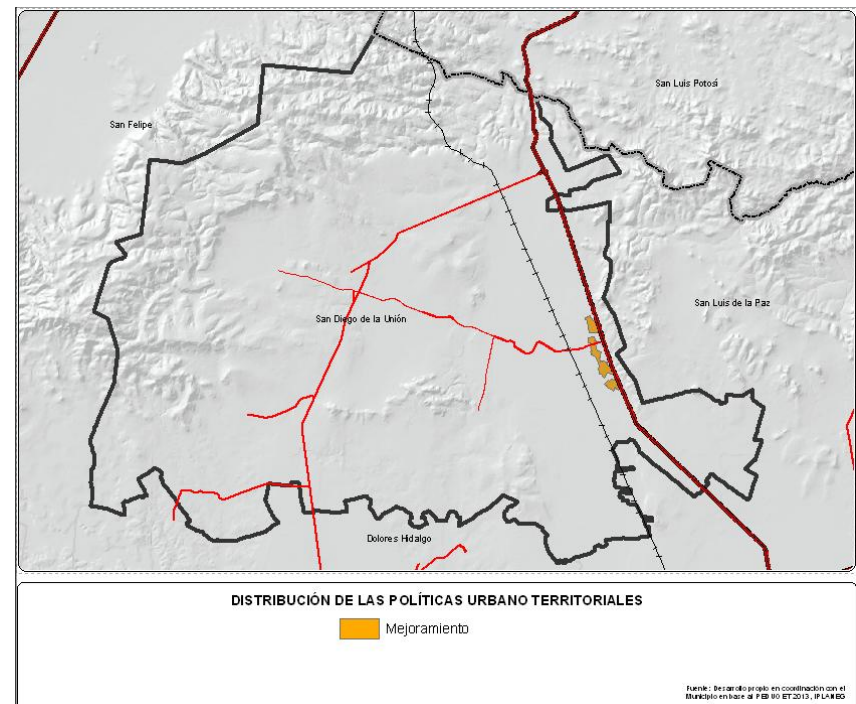 San Luis Potosí
San Felipe
San Luis de la Paz
San Diego de la Unión
Dolores Hidalgo
DISTRIBUCIÓN DE LAS POLÍTICAS URBANO TERRITORIALES
Mejoramiento
Fuente: Desarrollo propio en coordinación con el
Municipio en base al PEDUOET 2013, IPLANEG